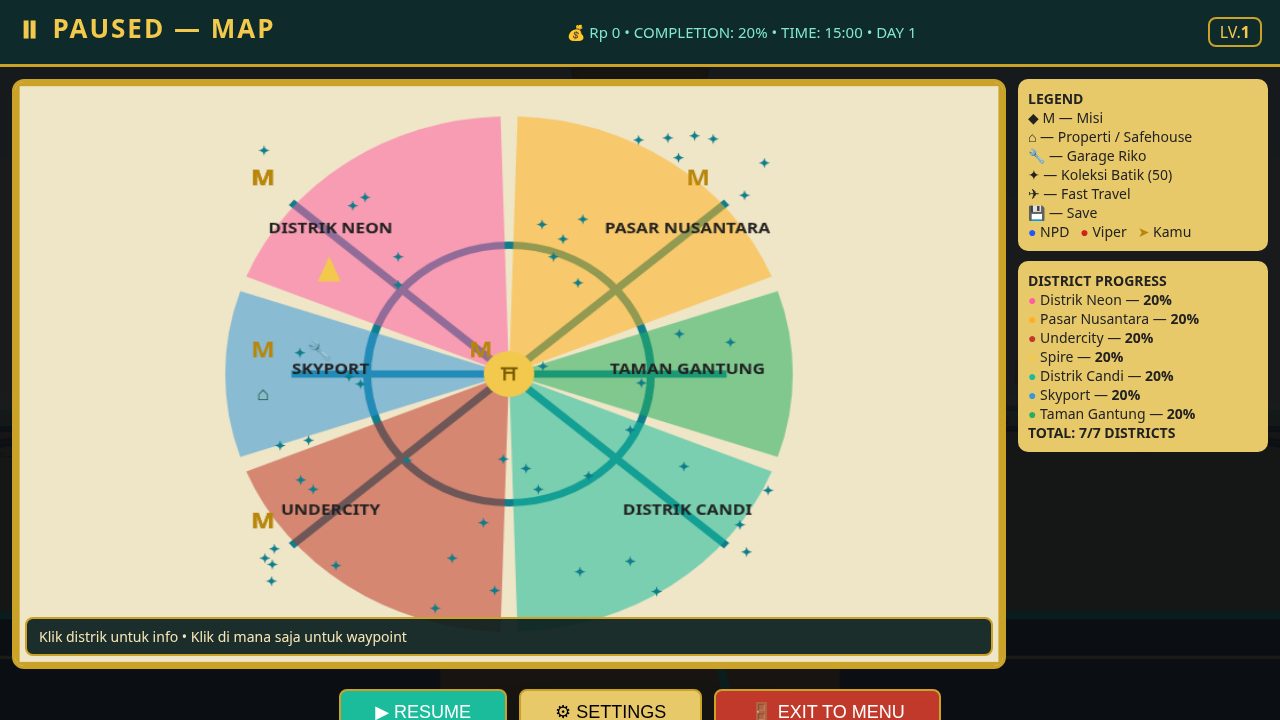 ⏸ PAUSED — MAP
💰 Rp 0 • COMPLETION: 20% • TIME: 15:00 • DAY 1
LV.1
M
M
DISTRIK NEON
PASAR NUSANTARA
M
M
SKYPORT
TAMAN GANTUNG
UNDERCITY
DISTRIK CANDI
M
Klik distrik untuk info • Klik di mana saja untuk waypoint
LEGEND
◆ M — Misi
⌂ — Properti / Safehouse
🔧 — Garage Riko
✦ — Koleksi Batik (50)
✈ — Fast Travel
💾 — Save
● NPD ● Viper ➤ Kamu
DISTRICT PROGRESS
● Distrik Neon — 20%
● Pasar Nusantara — 20%
● Undercity — 20%
● Spire — 20%
● Distrik Candi — 20%
● Skyport — 20%
● Taman Gantung — 20%
TOTAL: 7/7 DISTRICTS
▶ RESUME
⚙ SETTINGS
🚪 EXIT TO MENU